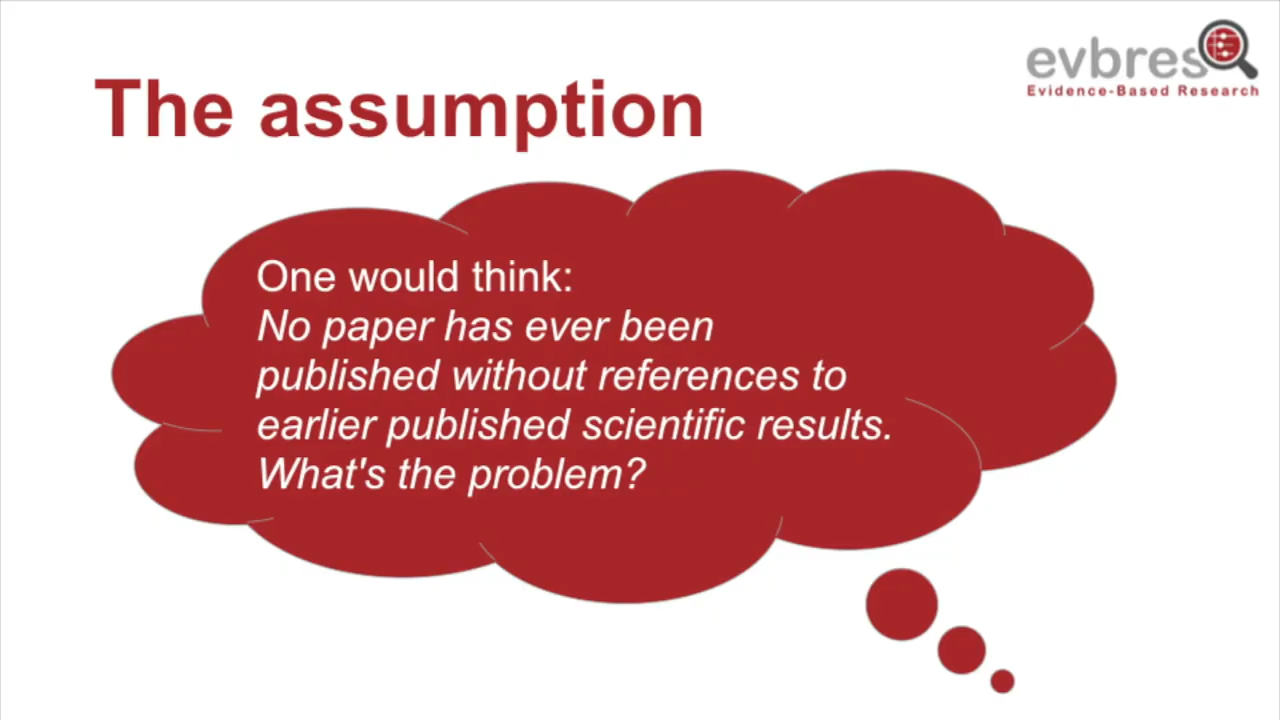 evbres
Evidence-Based Research
The assumption
One would think:
No paper has ever been
published without references to
earlier published scientific results.
What's the problem?